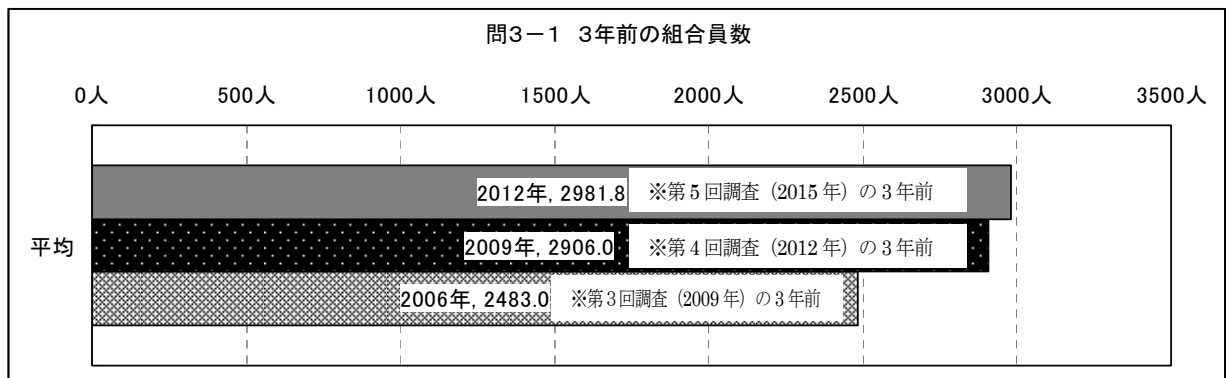 問3－1　3年前の組合員数
0人 500人 1000人 1500人 2000人 2500人 3000人 3500人
2012年, 2981.8 ※第5回調査（2015年）の3年前
平均 2009年, 2906.0 ※第4回調査（2012年）の3年前
2006年, 2483.0 ※第3回調査（2009年）の3年前